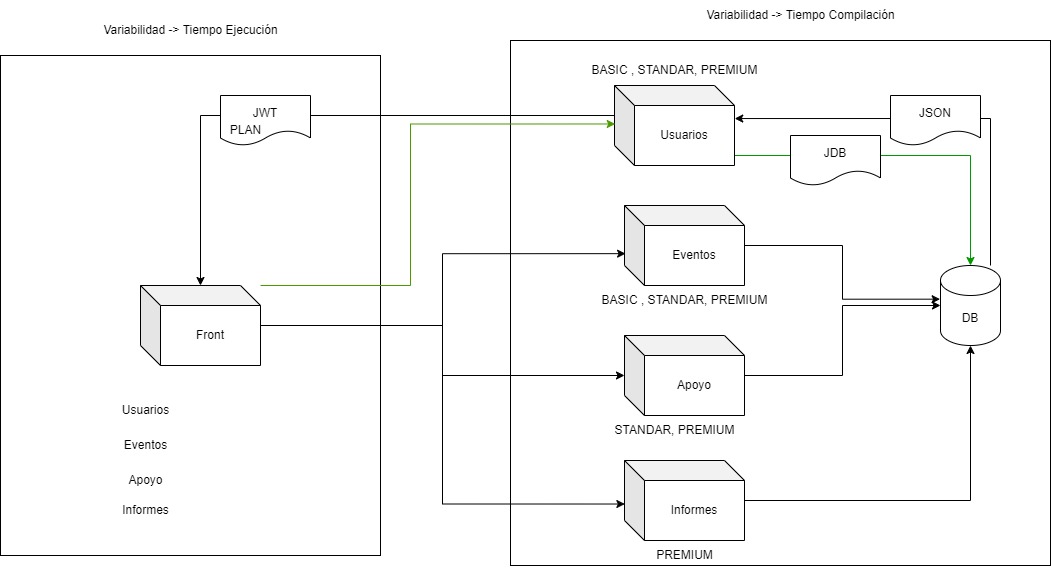 Variabilidad -> Tiempo Ejecución
Variabilidad -> Tiempo Compilación
BASIC , STANDAR, PREMIUM
JWT
PLAN
Usuarios
JSON
JDB
Eventos
BASIC , STANDAR, PREMIUM
DB
Front
Apoyo
STANDAR, PREMIUM
Usuarios
Eventos
Apoyo
Informes
Informes
PREMIUM